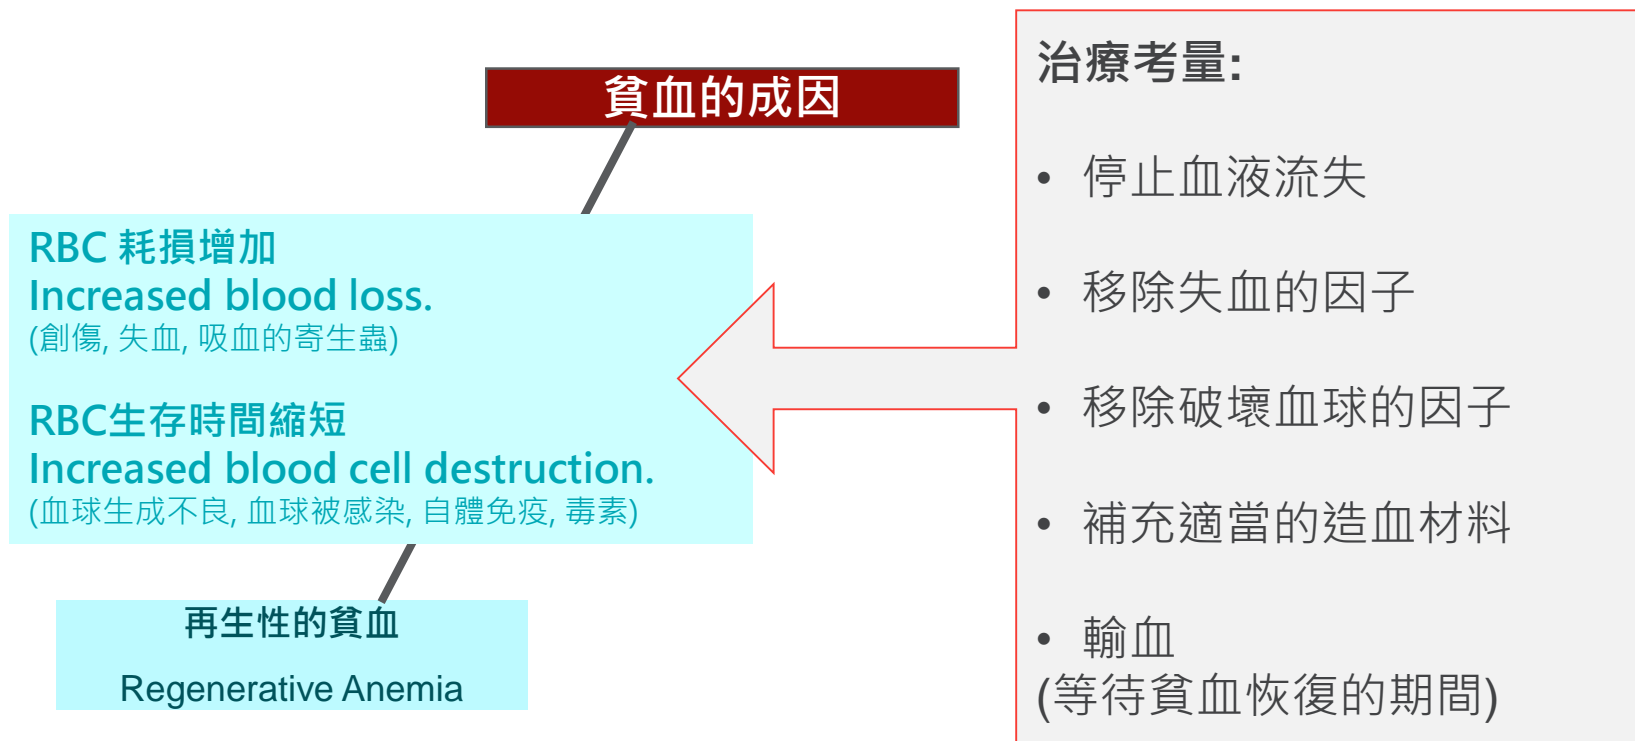 貧血的成因
RBC 耗損增加
Increased blood loss.
(創傷, 失血, 吸血的寄生蟲)
RBC生存時間縮短
Increased blood cell destruction.
(血球生成不良, 血球被感染, 自體免疫, 毒素)
再生性的貧血
Regenerative Anemia
治療考量:
• 停止血液流失
• 移除失血的因子
• 移除破壞血球的因子
• 補充適當的造血材料
• 輸血
(等待貧血恢復的期間)